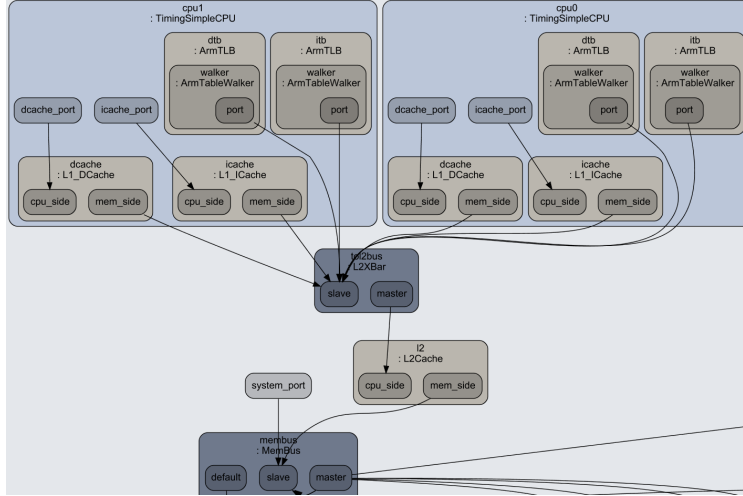 cpu1
: TimingSimpleCPU
dtb
: ArmTLB
walker
: ArmTableWalker
port
itb
: ArmTLB
walker
: ArmTableWalker
port
dcache_port
icache_port
dcache
: L1_DCache
cpu_side
mem_side
icache
: L1_ICache
cpu_side
mem_side
cpu0
: TimingSimpleCPU
dtb
: ArmTLB
walker
: ArmTableWalker
port
itb
: ArmTLB
walker
: ArmTableWalker
port
dcache_port
icache_port
dcache
: L1_DCache
cpu_side
mem_side
icache
: L1_ICache
cpu_side
mem_side
tol2bus
: L2XBar
slave
master
l2
: L2Cache
cpu_side
mem_side
system_port
membus
: MemBus
default
slave
master